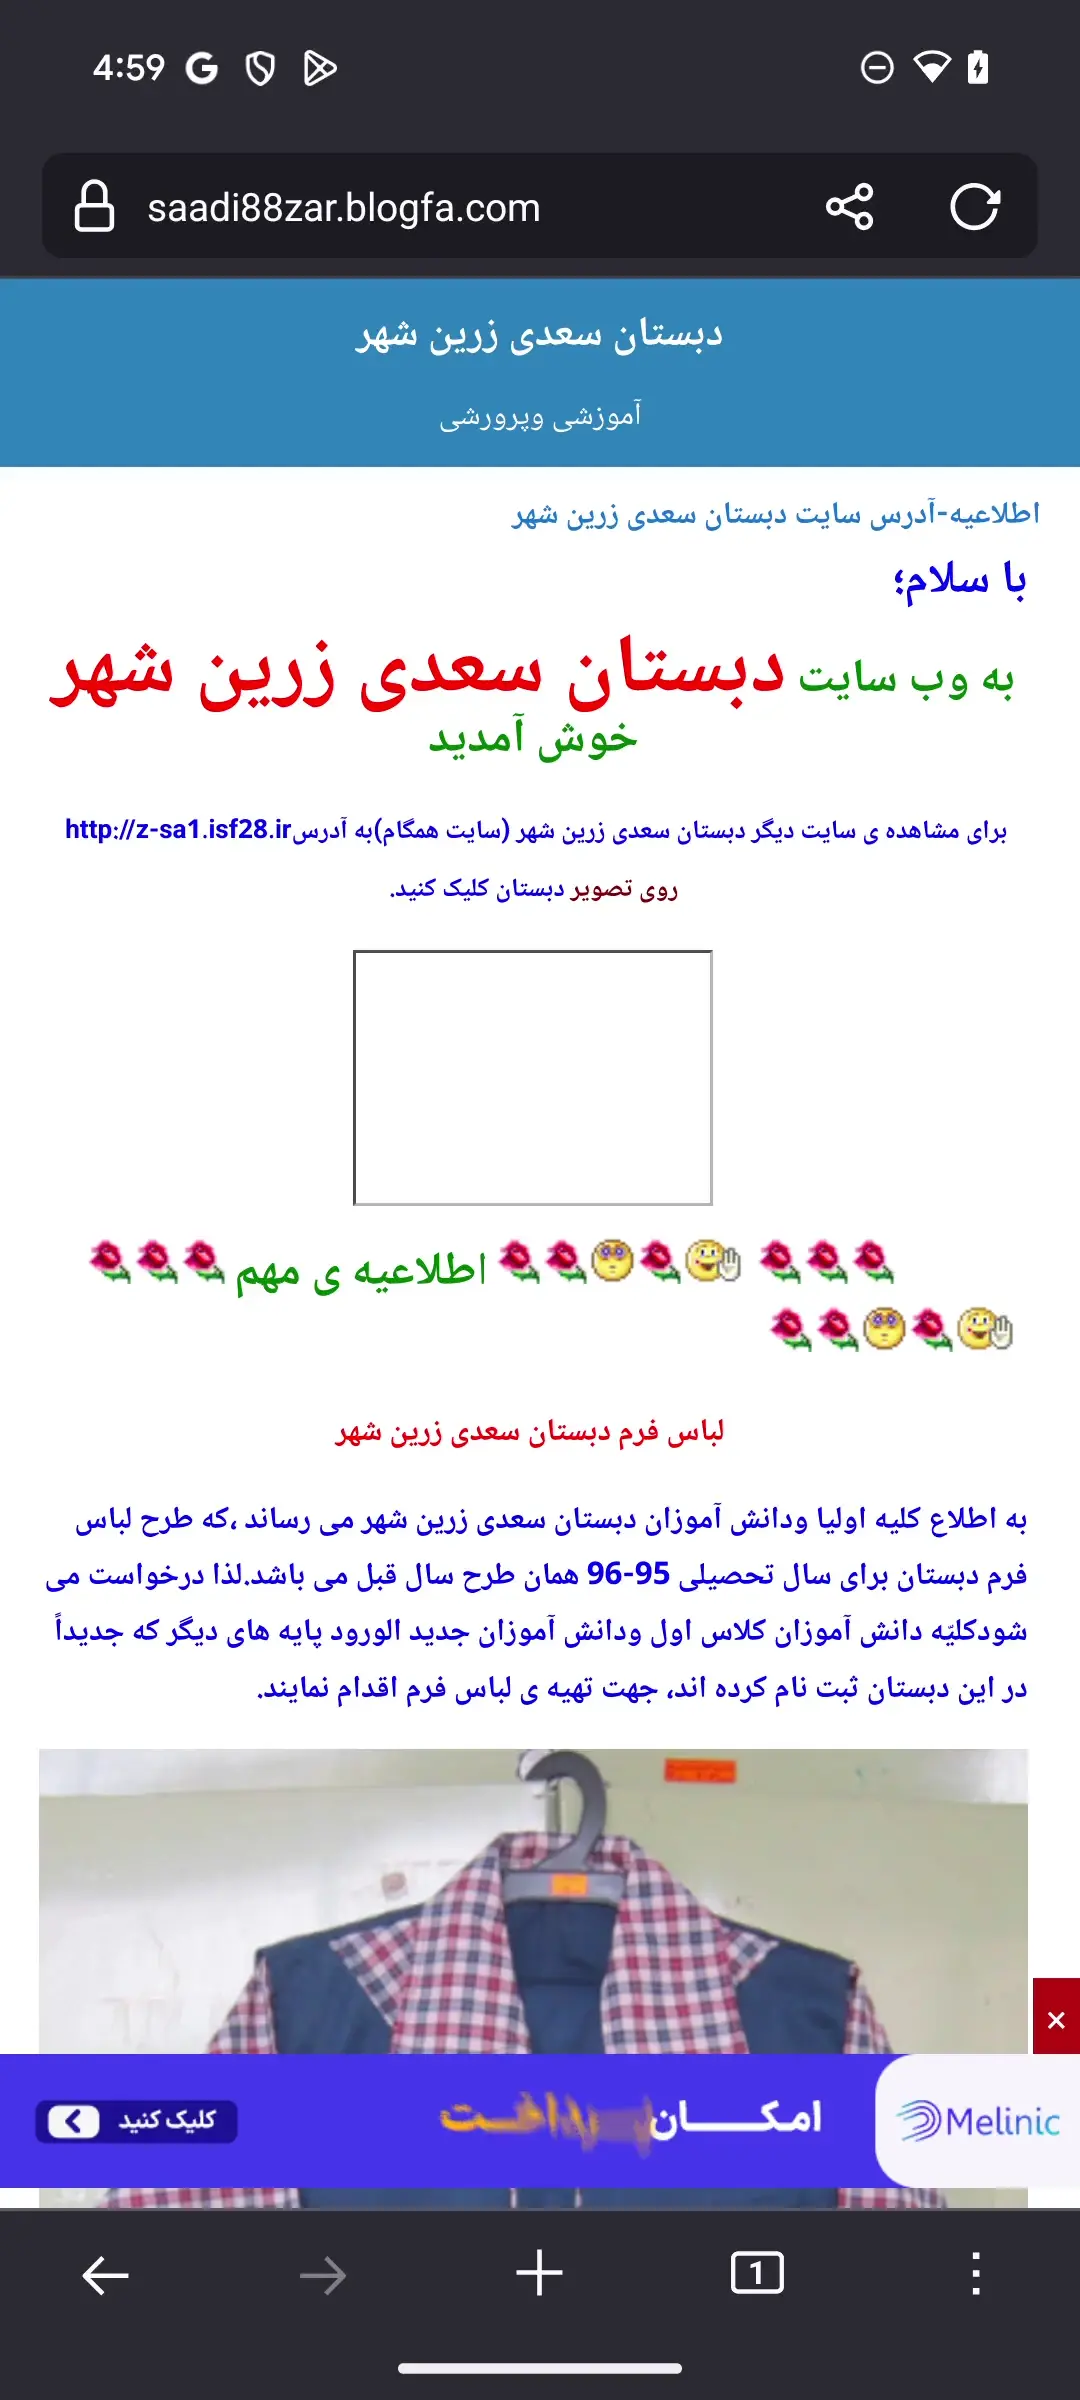 4:59
saadi88zar.blogfa.com
دبستان سعدی زرین شهر
آموزشی وپرورشی
اطلاعیه-آدرس سایت دبستان سعدی زرین شهر
با سلام؛
به وب سایت دبستان سعدی زرین شهر
خوش آمدید
برای مشاهده ی سایت دیگر دبستان سعدی زرین شهر (سایت همگام)به آدرسhttp://z-sa1.isf28.ir
روی تصویر دبستان کلیک کنید.
اطلاعیه ی مهم
لباس فرم دبستان سعدی زرین شهر
به اطلاع کلیه اولیا ودانش آموزان دبستان سعدی زرین شهر می رساند ،که طرح لباس
فرم دبستان برای سال تحصیلی 95-96 همان طرح سال قبل می باشد.لذا درخواست می
شودکلیّه دانش آموزان کلاس اول ودانش آموزان جدید الورود پایه های دیگر که جدیداً
در این دبستان ثبت نام کرده اند، جهت تهیه ی لباس فرم اقدام نمایند.
Melinic
امکان
کلیک کنید
1